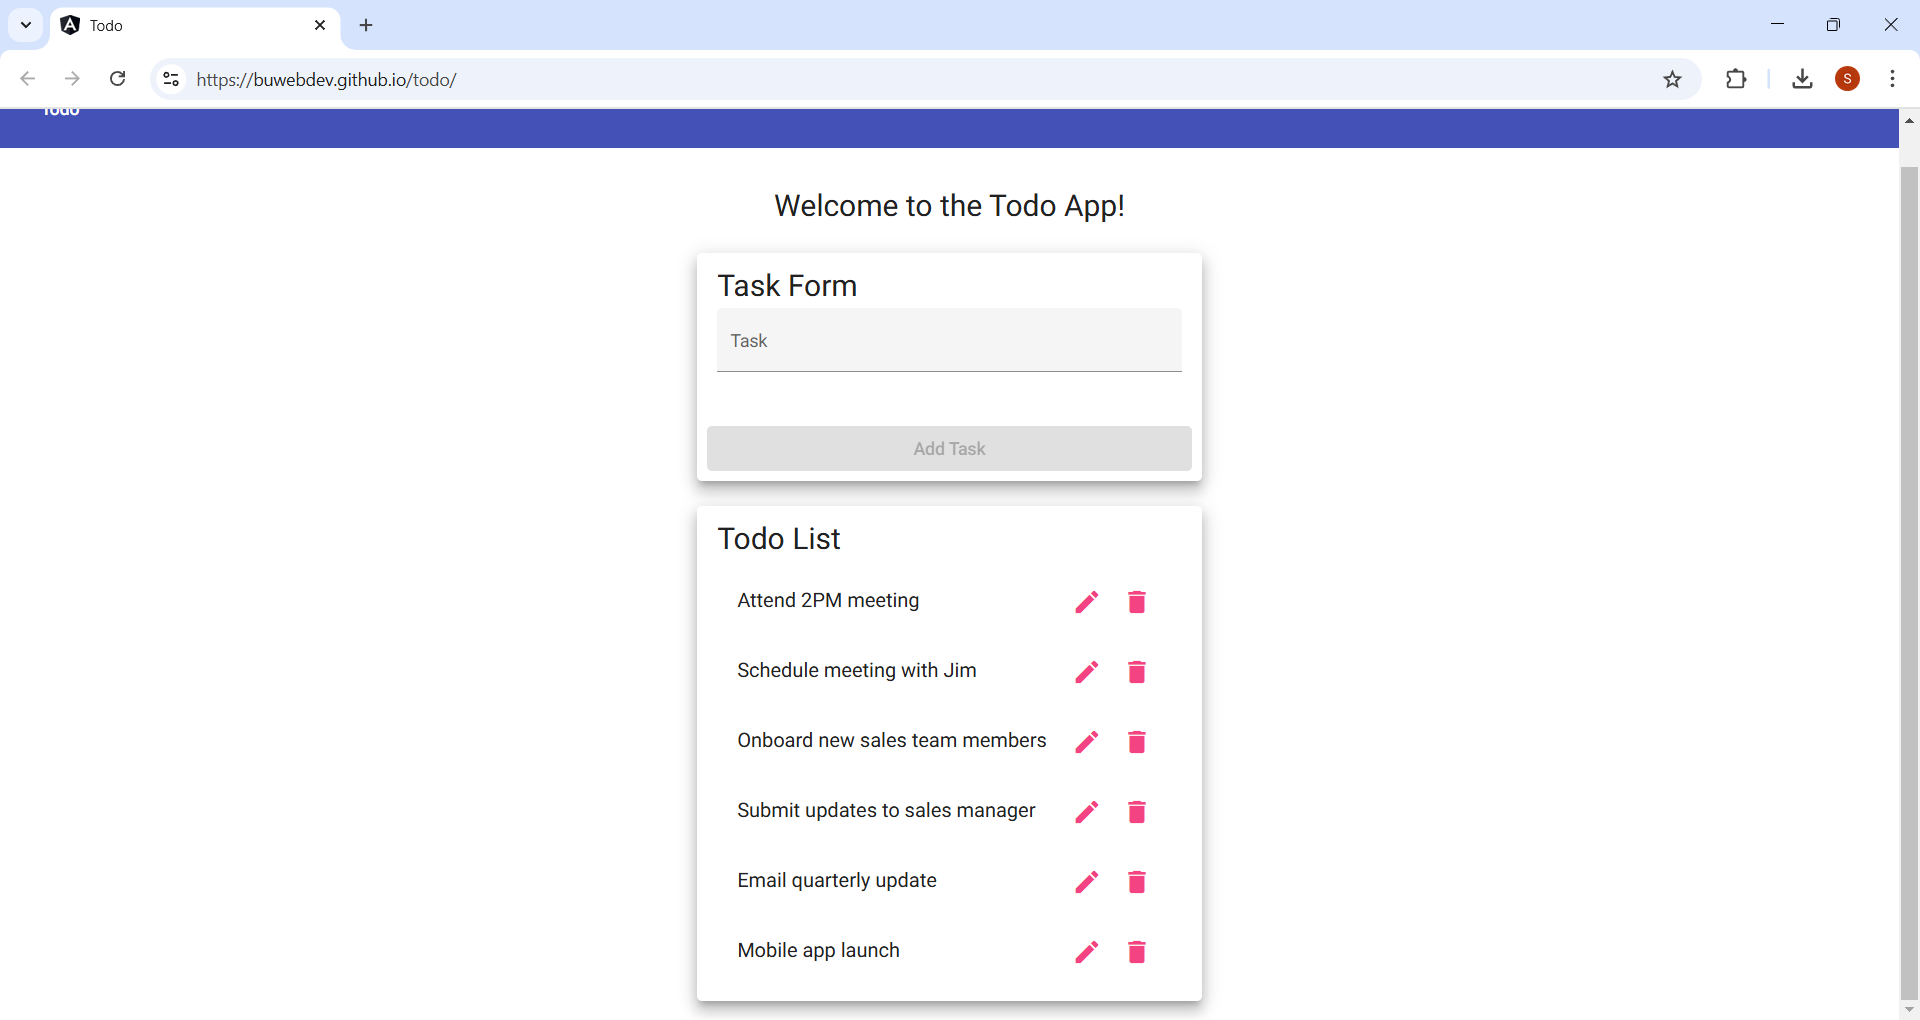 Todo
https://buwebdev.github.io/todo/
S
Todo
Welcome to the Todo App!
Task Form
Task
Add Task
Todo List
Attend 2PM meeting
Schedule meeting with Jim
Onboard new sales team members
Submit updates to sales manager
Email quarterly update
Mobile app launch